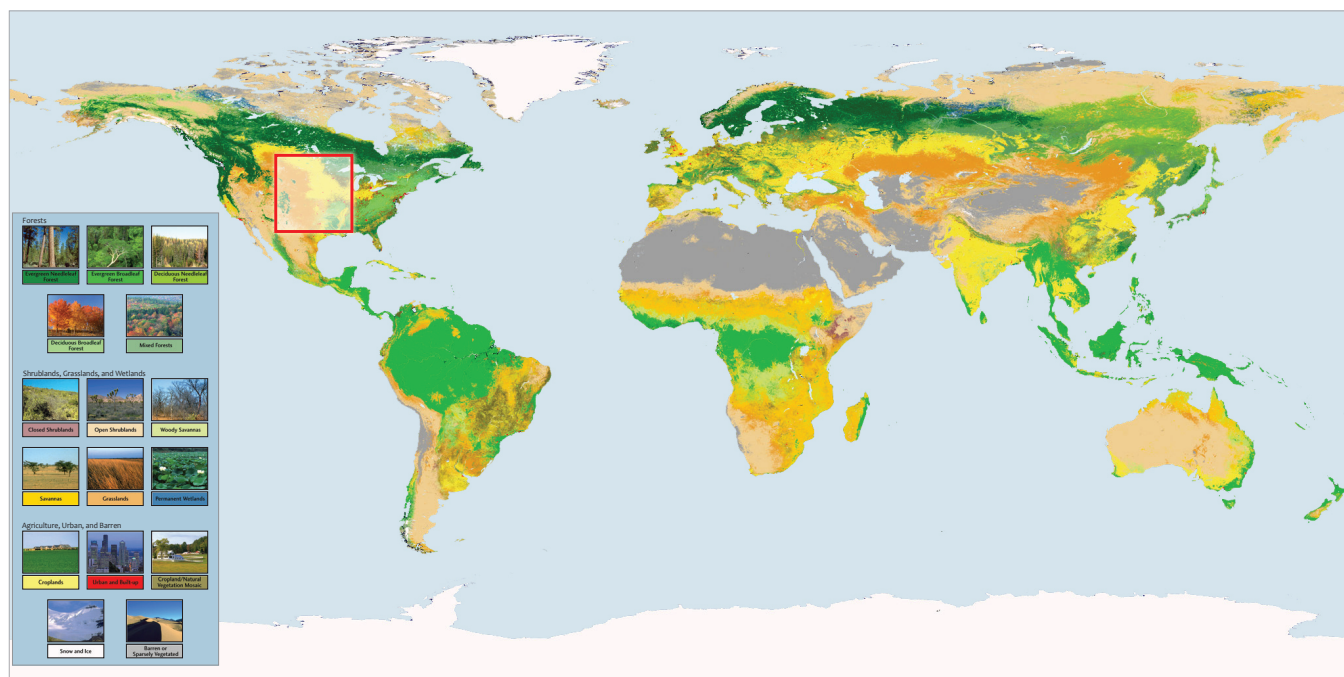 Forests
Evergreen Needleleaf
Forest
Evergreen Broadleaf
Forest
Deciduous Needleleaf
Forest
Deciduous Broadleaf
Forest
Mixed Forests
Shrublands, Grasslands, and Wetlands
Closed Shrublands
Open Shrublands
Woody Savannas
Savannas
Grasslands
Permanent Wetlands
Agriculture, Urban, and Barren
Croplands
Urban and Built-up
Cropland/Natural
Vegetation Mosaic
Snow and Ice
Barren or
Sparsely Vegetated